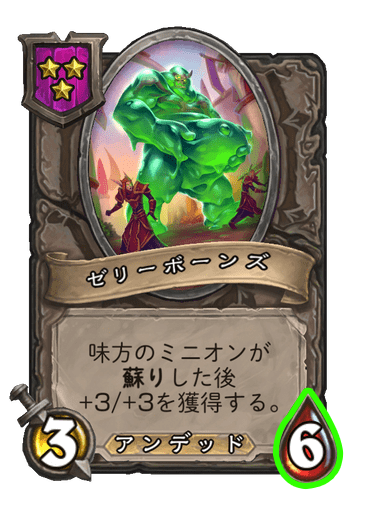 ゼリーボーンズ
味方のミニオンが
蘇りした後
+3/+3を獲得する。
3
アンデッド
6